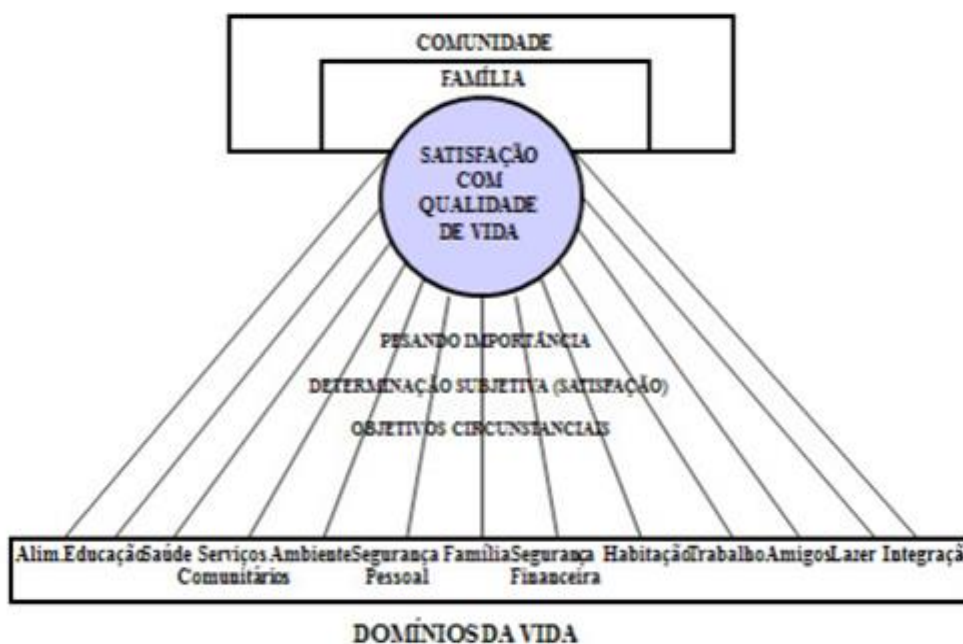 COMUNIDADE
FAMÍLIA
SATISFAÇÃO
COM
QUALIDADE
DE VIDA
PESANDO IMPORTÂNCIA
DETERMINAÇÃO SUBJETIVA (SATISFAÇÃO)
OBJETIVOS CIRCUNSTANCIAIS
Alim. Educação Saúde Serviços Ambiente Segurança Família Segurança Habitação Trabalho Amigos Lazer Integração
Comunitários Pessoal Financeira
DOMÍNIOS DA VIDA